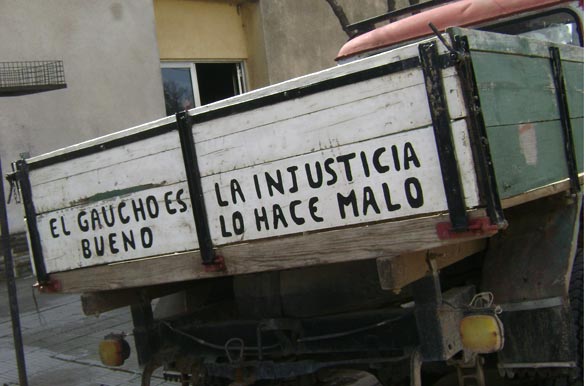 EL GAUCHO ES
BUENO
LA INJUSTICIA
LO HACE MALO